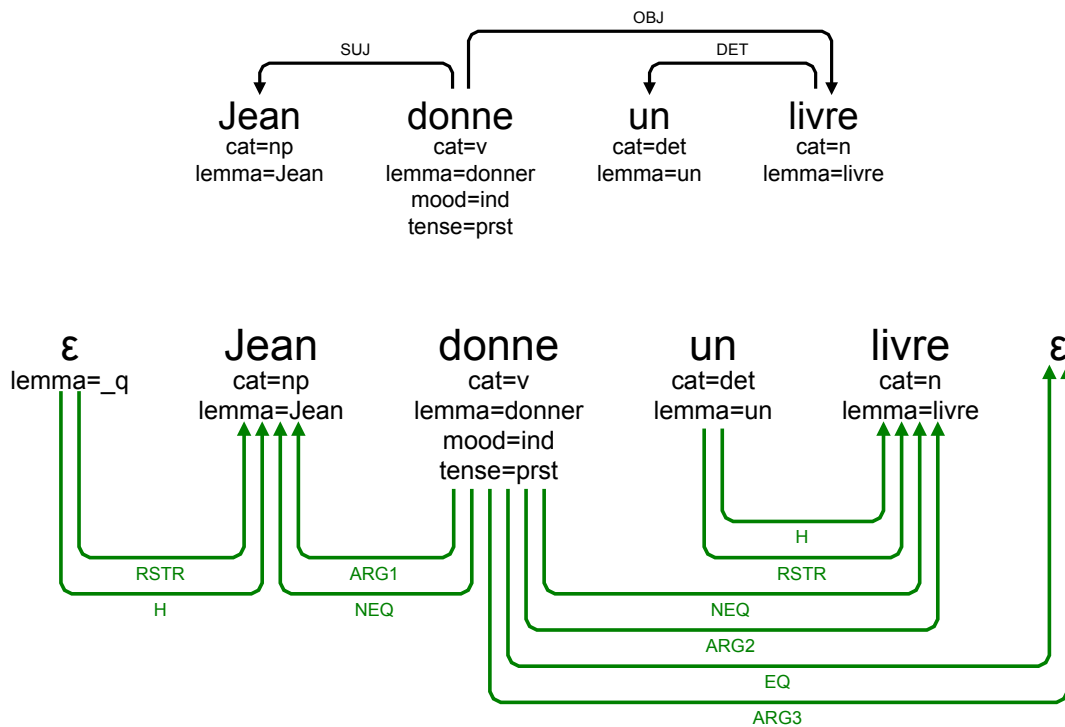 OBJ
SUJ DET
Jean donne un livre
cat=np cat=v cat=det cat=n
lemma=Jean lemma=donner lemma=un lemma=livre
mood=ind
tense=prst
ε Jean donne un livre ε
lemma=_q cat=np cat=v cat=det cat=n
lemma=Jean lemma=donner lemma=un lemma=livre
mood=ind
tense=prst
H
RSTR ARG1 RSTR
H NEQ NEQ
ARG2
EQ
ARG3